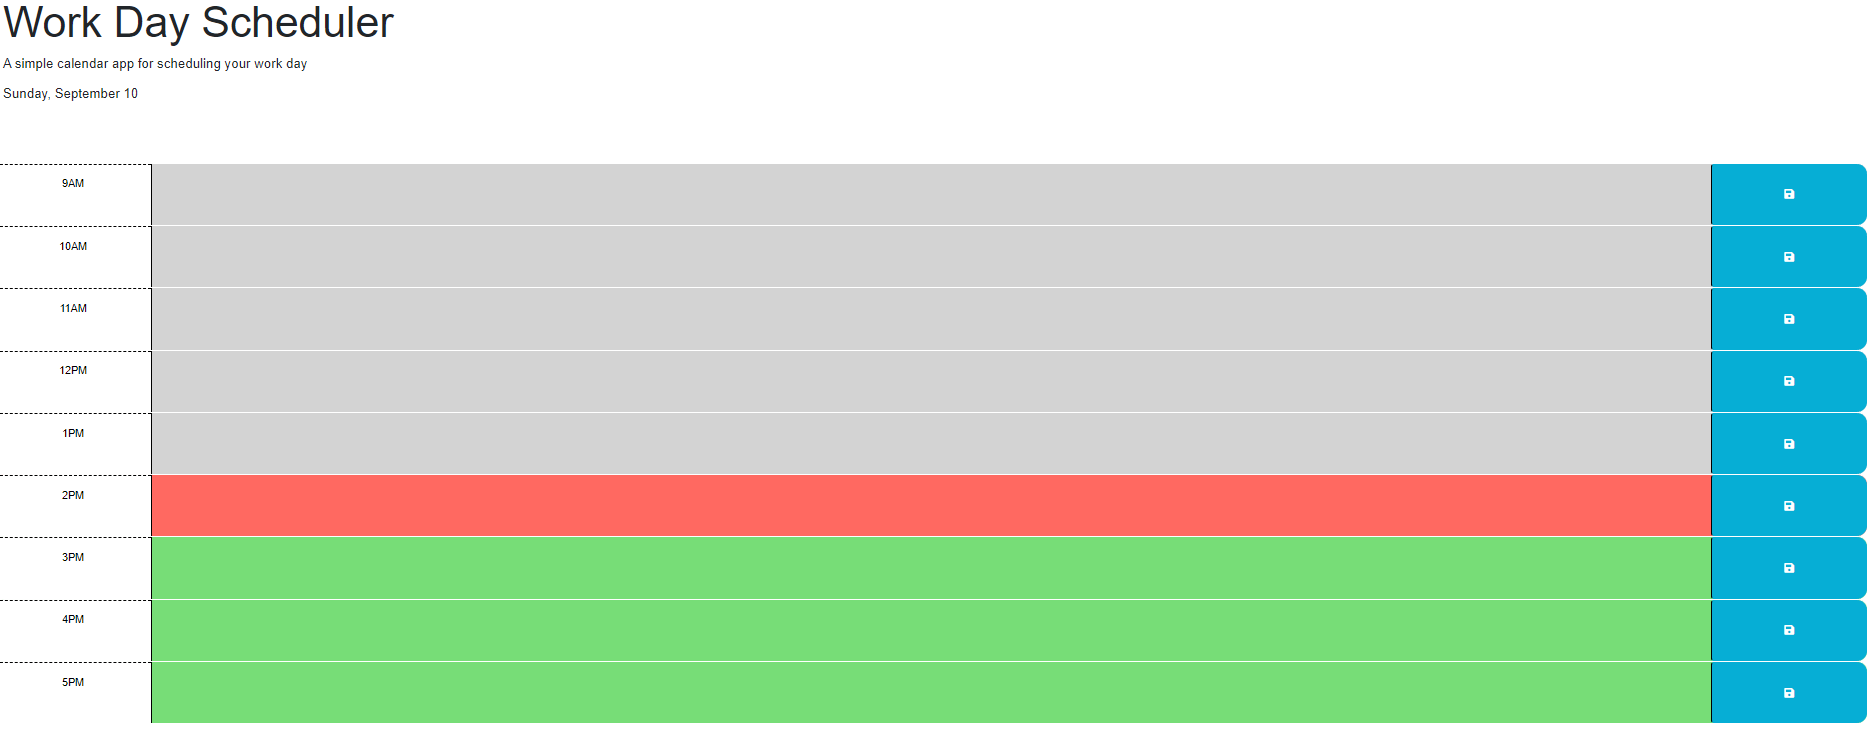 Work Day Scheduler
A simple calendar app for scheduling your work day
Sunday, September 10
9AM
10AM
11AM
12PM
1PM
2PM
3PM
4PM
5PM